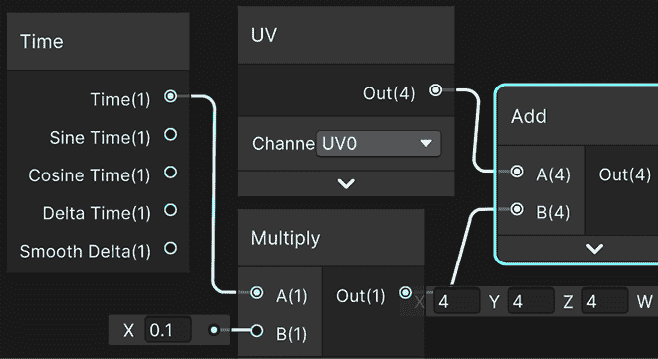 Time
Time(1)
Sine Time(1)
Cosine Time(1)
Delta Time(1)
Smooth Delta(1)
UV
Out(4)
Channe UV0
Multiply
A(1) Out(1)
B(1)
X 0.1
Add
A(4) Out(4)
B(4)
X 4 Y 4 Z 4 W